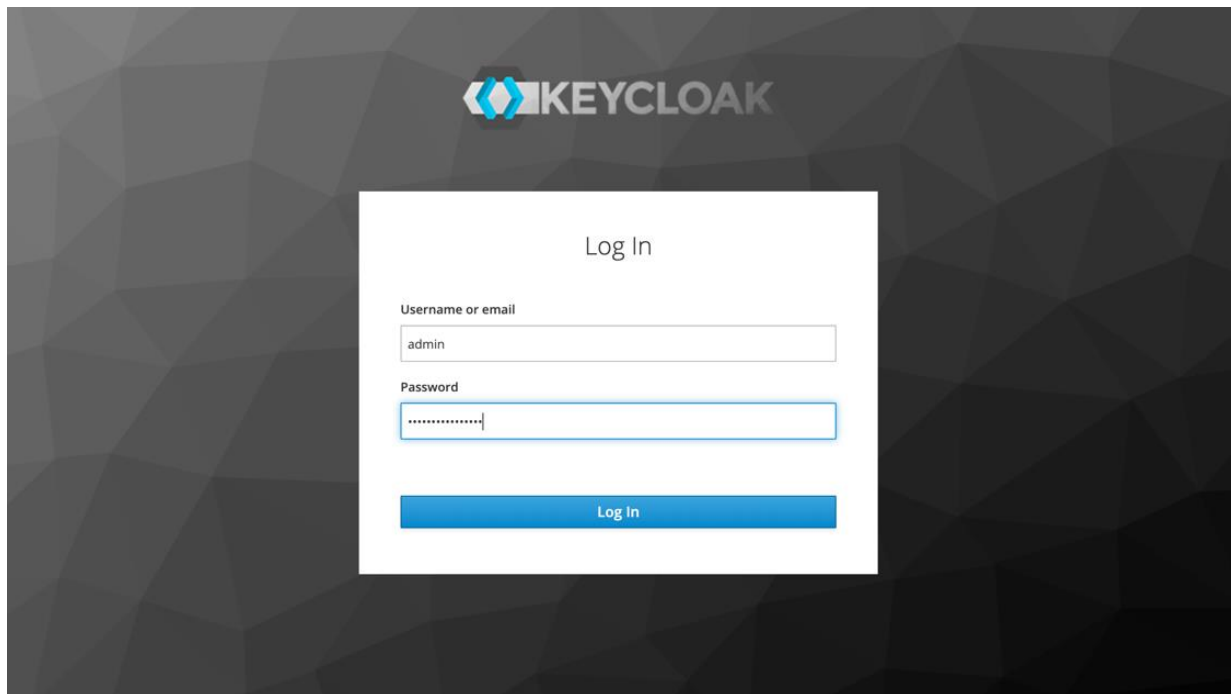 KEYCLOAK
Log In
Username or email
admin
Password
••••••••••••••••
Log In